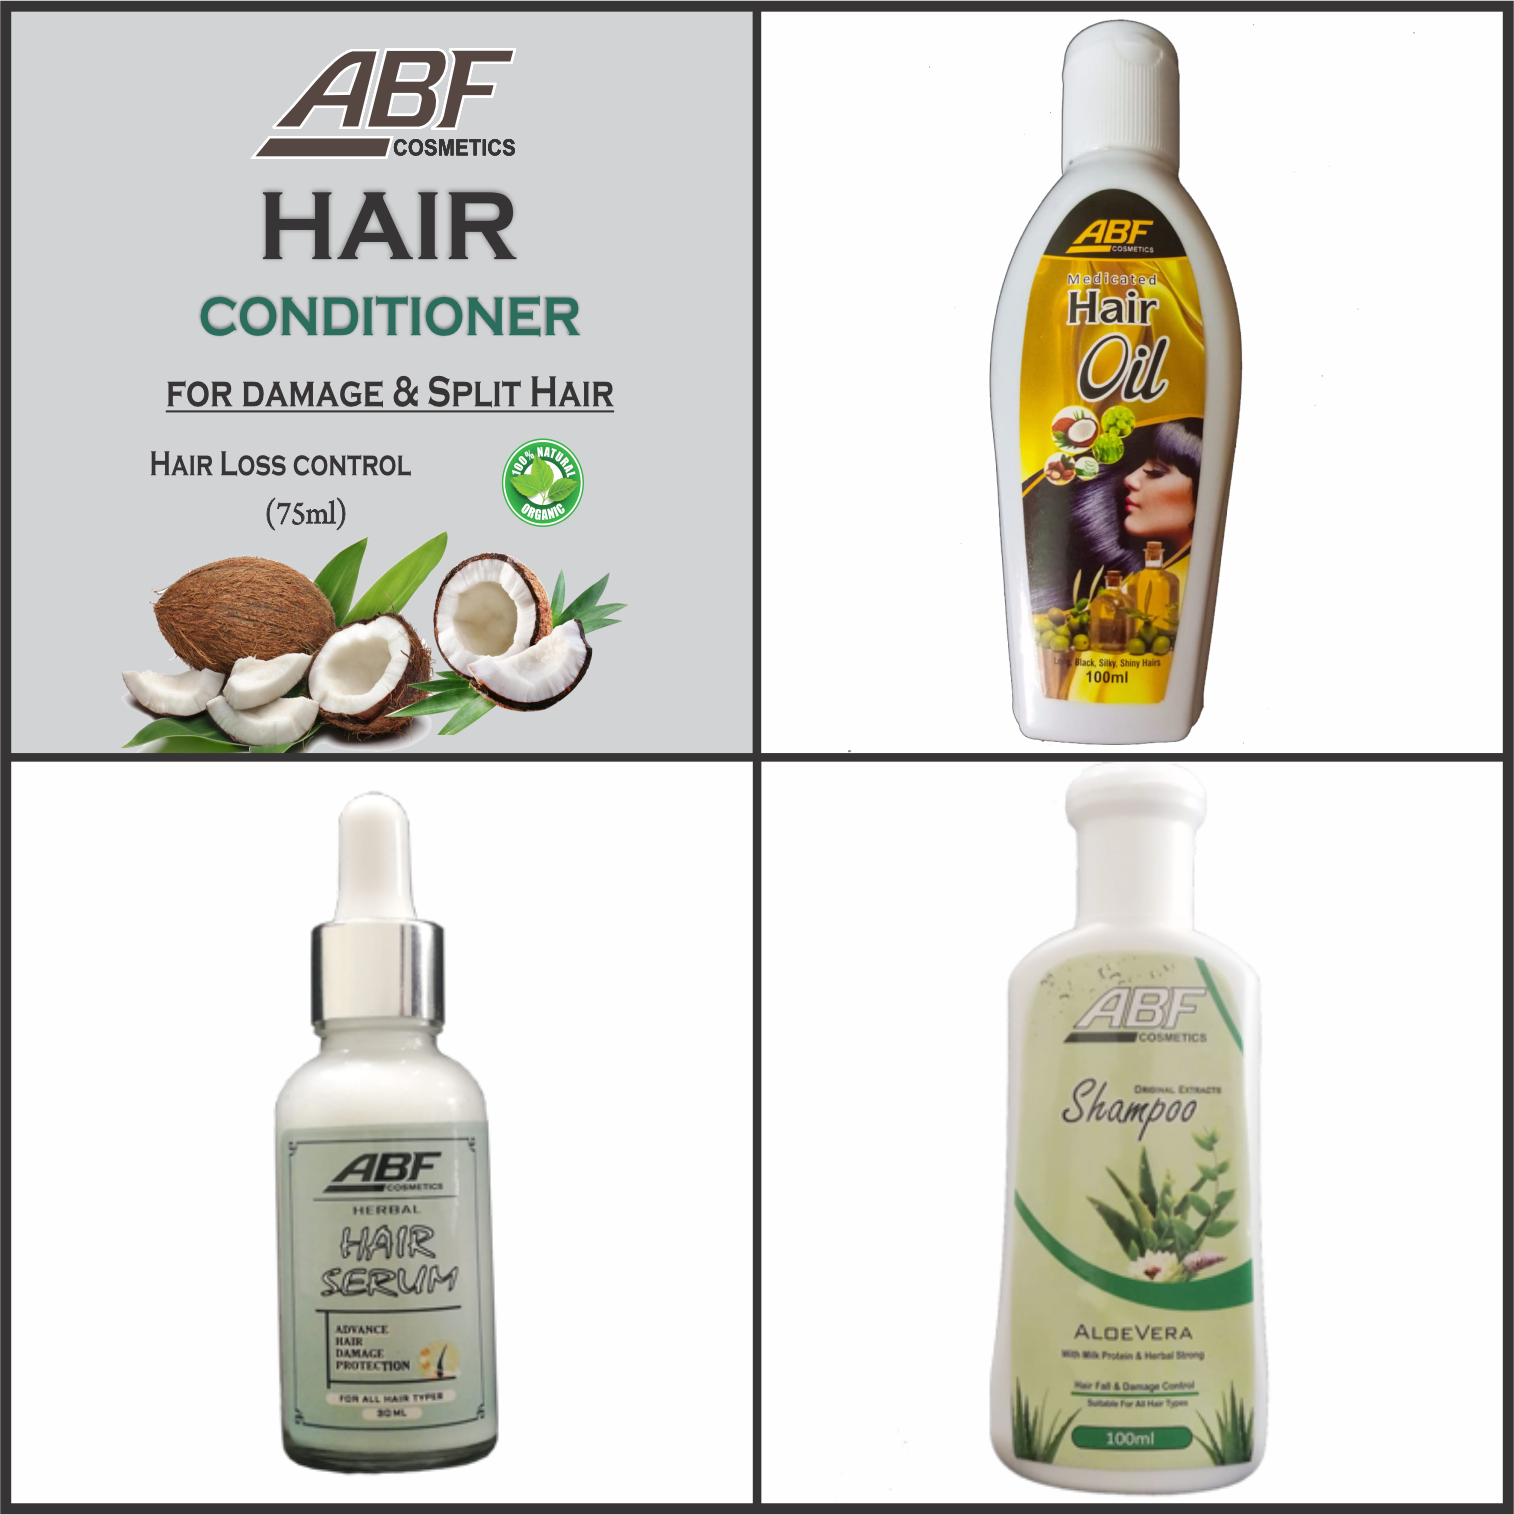 ABF
COSMETICS
HAIR
CONDITIONER
FOR DAMAGE & SPLIT HAIR
HAIR LOSS CONTROL
(75ml)
100% NATURAL
ORGANIC
ABF
COSMETICS
Medicated
Hair
Oil
Long, Black, Silky, Shiny Hairs
100ml
ABF
COSMETICS
HERBAL
HAIR
SERUM
ADVANCE
HAIR
DAMAGE
PROTECTION
FOR ALL HAIR TYPES
30 ML
ABF
COSMETICS
ORIGINAL EXTRACTS
Shampoo
ALOEVERA
With Milk Protein & Herbal Strong
Hair Fall & Damage Control
Suitable For All Hair Types
100ml